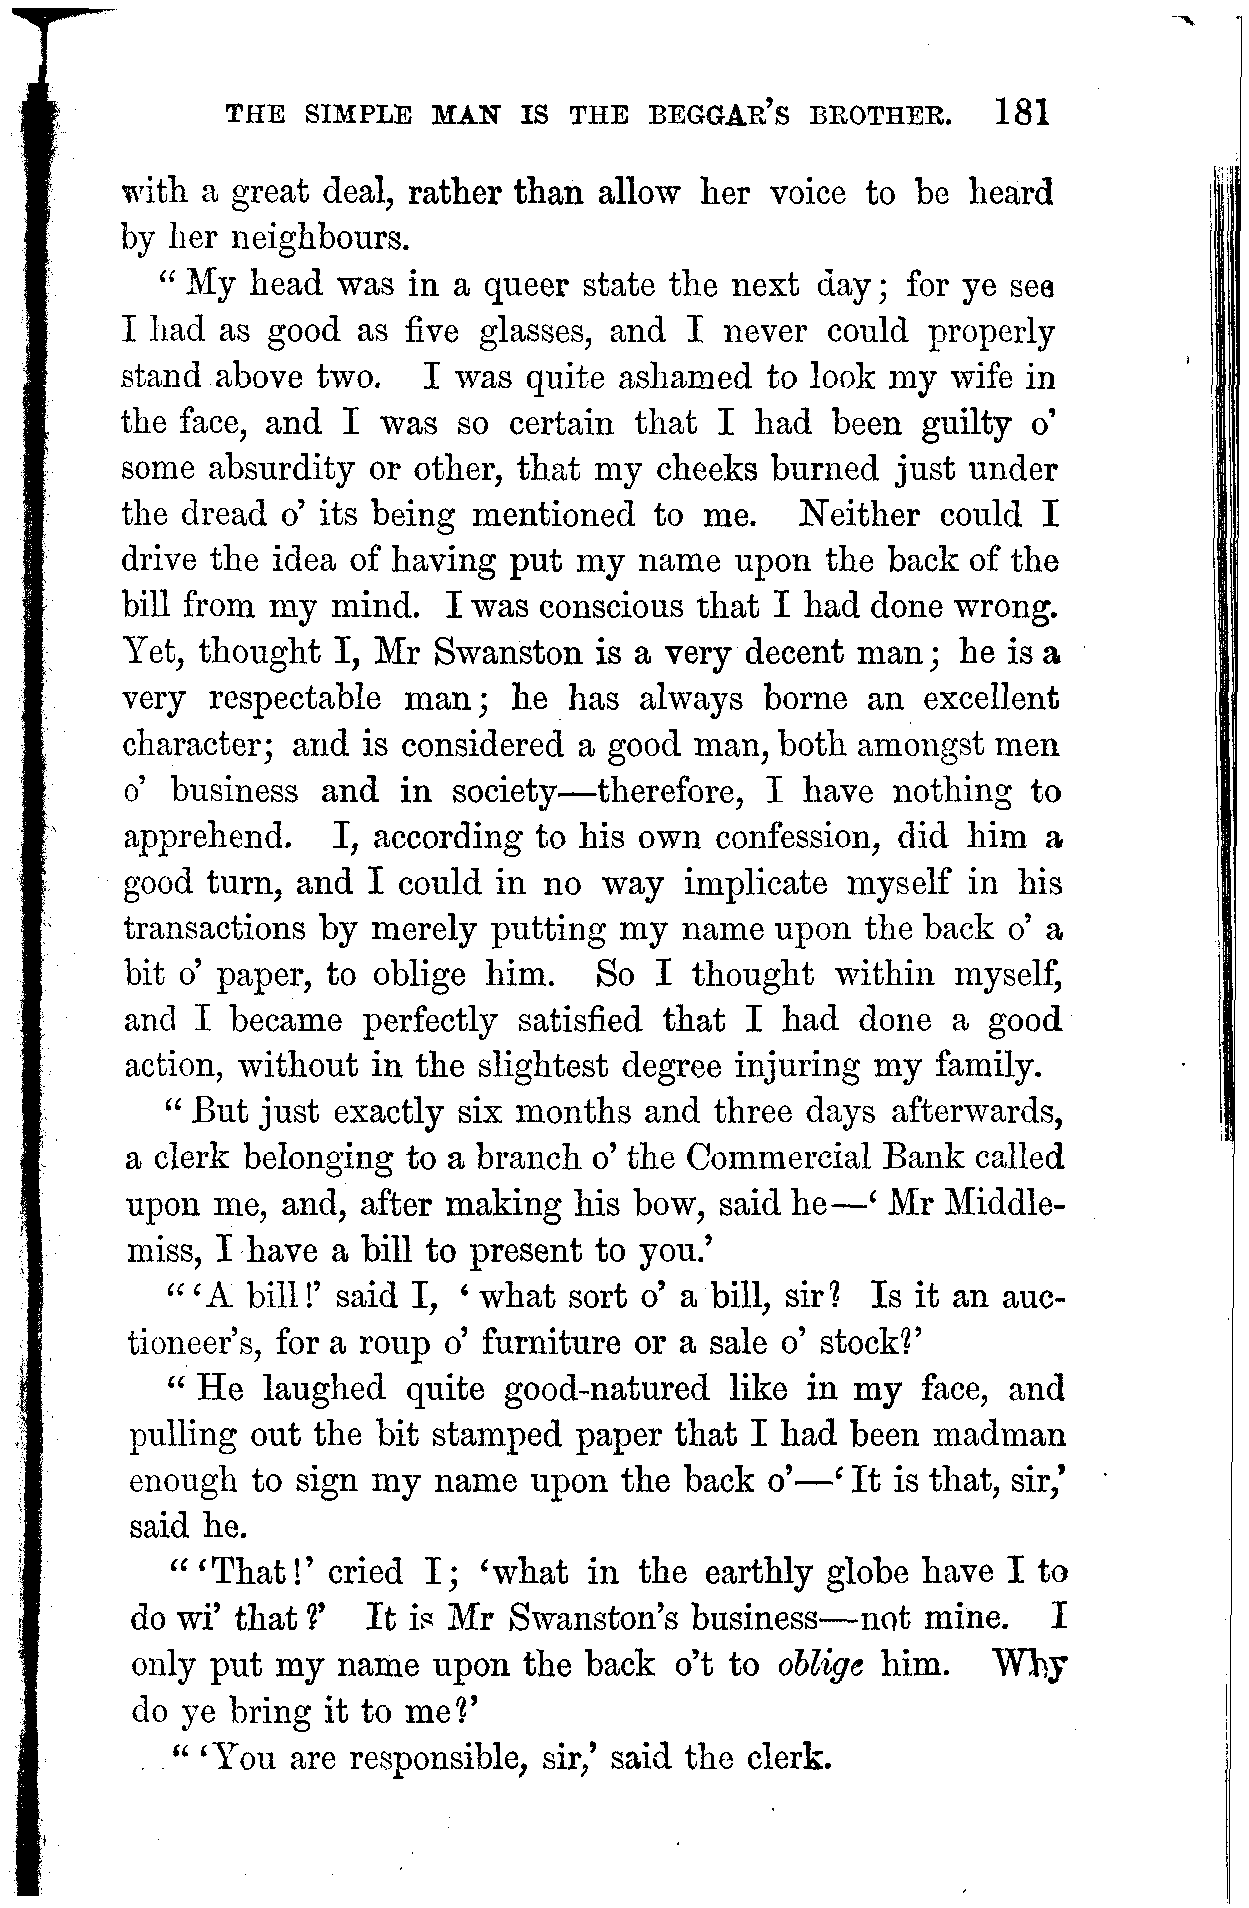 THE SIMPLE MAN IS THE BEGGAR'S BROTHER. 181
with a great deal, rather than allow her voice to be heard
by her neighbours.
“ My head was in a queer state the next day; for ye see
I had as good as five glasses, and I never could properly
stand above two. I was quite ashamed to look my wife in
the face, and I was so certain that I had been guilty o’
some absurdity or other, that my cheeks burned just under
the dread o’ its being mentioned to me. Neither could I
drive the idea of having put my name upon the back of the
bill from my mind. I was conscious that I had done wrong.
Yet, thought I, Mr Swanston is a very decent man; he is a
very respectable man; he has always borne an excellent
character; and is considered a good man, both amongst men
o’ business and in society—therefore, I have nothing to
apprehend. I, according to his own confession, did him a
good turn, and I could in no way implicate myself in his
transactions by merely putting my name upon the back o’ a
bit o’ paper, to oblige him. So I thought within myself,
and I became perfectly satisfied that I had done a good
action, without in the slightest degree injuring my family.
“ But just exactly six months and three days afterwards,
a clerk belonging to a branch o’ the Commercial Bank called
upon me, and, after making his bow, said he—‘ Mr Middle-
miss, I have a bill to present to you.’
“ ‘A bill!’ said I, ‘ what sort o’ a bill, sir? Is it an auc-
tioneer’s, for a roup o’ furniture or a sale o’ stock?’
“ He laughed quite good-natured like in my face, and
pulling out the bit stamped paper that I had been madman
enough to sign my name upon the back o’—‘ It is that, sir,’
said he.
“ ‘That!’ cried I; ‘what in the earthly globe have I to
do wi’ that?’ It is Mr Swanston’s business—not mine. I
only put my name upon the back o’t to oblige him. Why
do ye bring it to me?’
“ ‘You are responsible, sir,’ said the clerk.